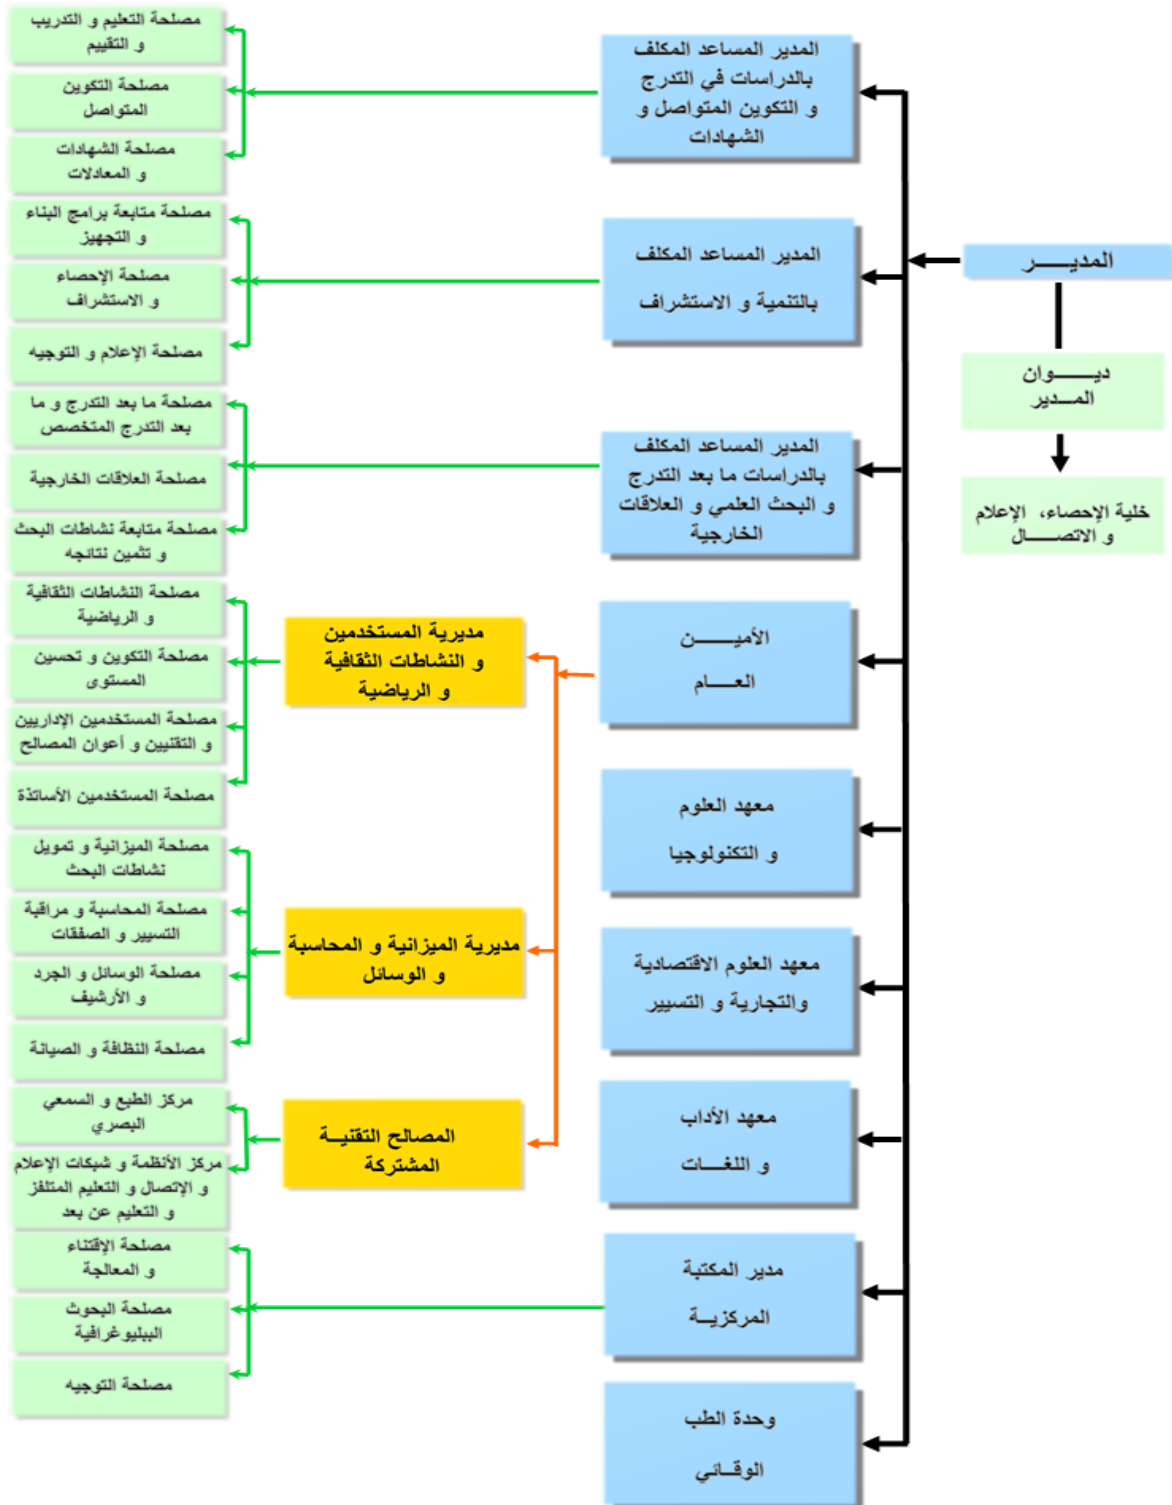 المديـــــر
ديـــــوان
المـــدير
خلية الإحصاء، الإعلام
و الاتصـــال
المدير المساعد المكلف
بالدراسات في التدرج
و التكوين المتواصل و
الشهادات
مصلحة التعليم و التدريب
و التقييم
مصلحة التكوين
المتواصل
مصلحة الشهادات
و المعادلات
المدير المساعد المكلف
بالتنمية و الاستشراف
مصلحة متابعة برامج البناء
و التجهيز
مصلحة الإحصاء
و الاستشراف
مصلحة الإعلام و التوجيه
المدير المساعد المكلف
بالدراسات ما بعد التدرج
و البحث العلمي و العلاقات
الخارجية
مصلحة ما بعد التدرج و ما
بعد التدرج المتخصص
مصلحة العلاقات الخارجية
مصلحة متابعة نشاطات البحث
و تثمين نتائجه
الأميـــــن
العـــــام
مديرية المستخدمين
و النشاطات الثقافية
و الرياضية
مصلحة النشاطات الثقافية
و الرياضية
مصلحة التكوين و تحسين
المستوى
مصلحة المستخدمين الإداريين
و التقنيين و أعوان المصالح
مصلحة المستخدمين الأساتذة
مديرية الميزانية و المحاسبة
و الوسائل
مصلحة الميزانية و تمويل
نشاطات البحث
مصلحة المحاسبة و مراقبة
التسيير و الصفقات
مصلحة الوسائل و الجرد
و الأرشيف
مصلحة النظافة و الصيانة
المصالح التقنيــة
المشتركة
مركز الطبع و السمعي
البصري
مركز الأنظمة و شبكات الإعلام
و الإتصال و التعليم المتلفز
و التعليم عن بعد
معهد العلوم
و التكنولوجيا
معهد العلوم الاقتصادية
والتجارية و التسيير
معهد الأداب
و اللغـــات
مدير المكتبة
المركزيــة
مصلحة الإقتناء
و المعالجة
مصلحة البحوث
الببليوغرافية
مصلحة التوجيه
وحدة الطب
الوقــائي